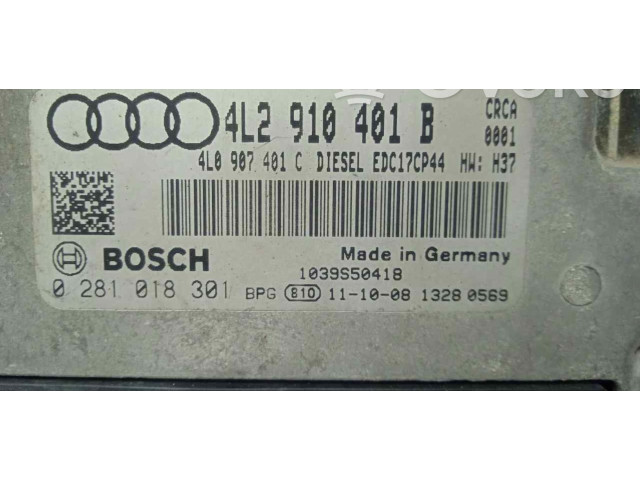 4L2 910 401 B CRCA
0001
4L0 907 401 C DIESEL EDC17CP44 HW: H37
BOSCH Made in Germany
1039S50418
0 281 018 301 BPG 810 11-10-08 1328 0569